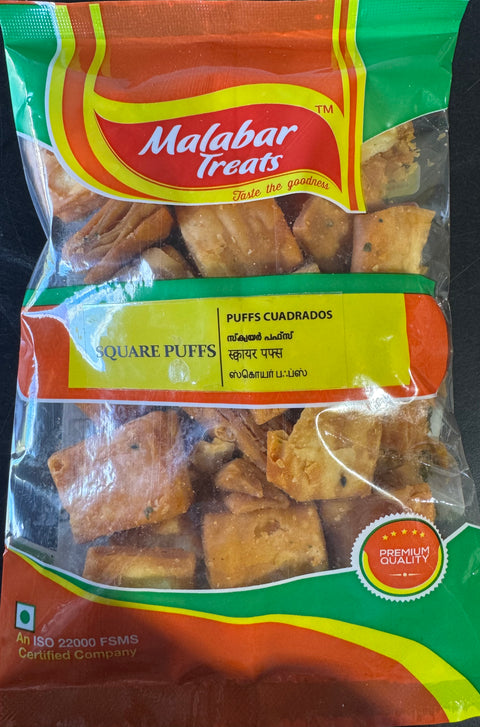 Malabar
Treats
TM
Taste the goodness
SQUARE PUFFS
PUFFS CUADRADOS
സ്ക്വയർ പഫ്സ്
स्क्वायर पफ्स
ஸ்கொயர் பஃப்ஸ்
PREMIUM
QUALITY
An ISO 22000 FSMS
Certified Company